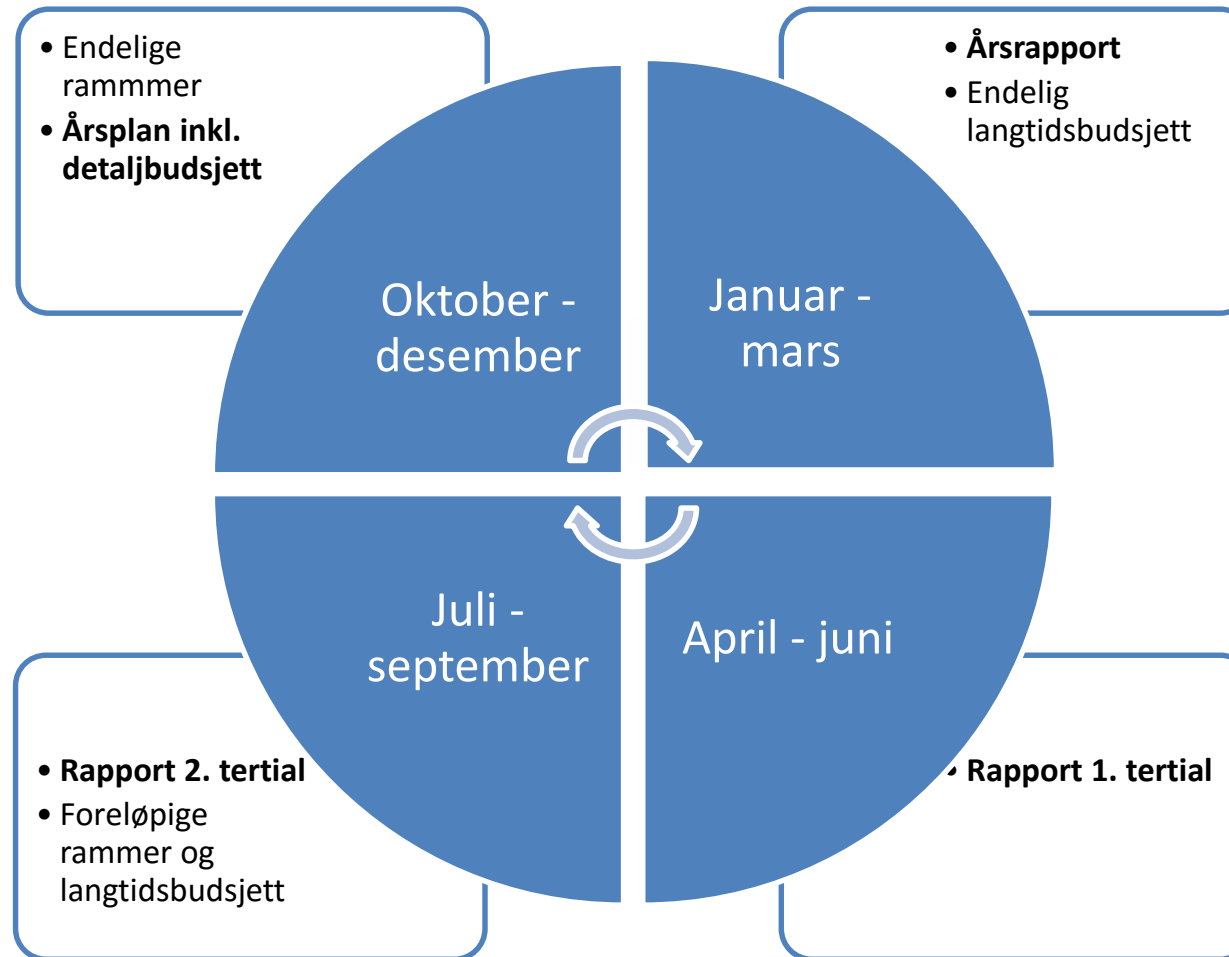 • Endelige
rammmer
• Årsplan inkl.
detaljbudsjett
• Årsrapport
• Endelig
langtidsbudsjett
Oktober -
desember
Januar -
mars
Juli -
september
April - juni
• Rapport 2. tertial
• Foreløpige
rammer og
langtidsbudsjett
• Rapport 1. tertial